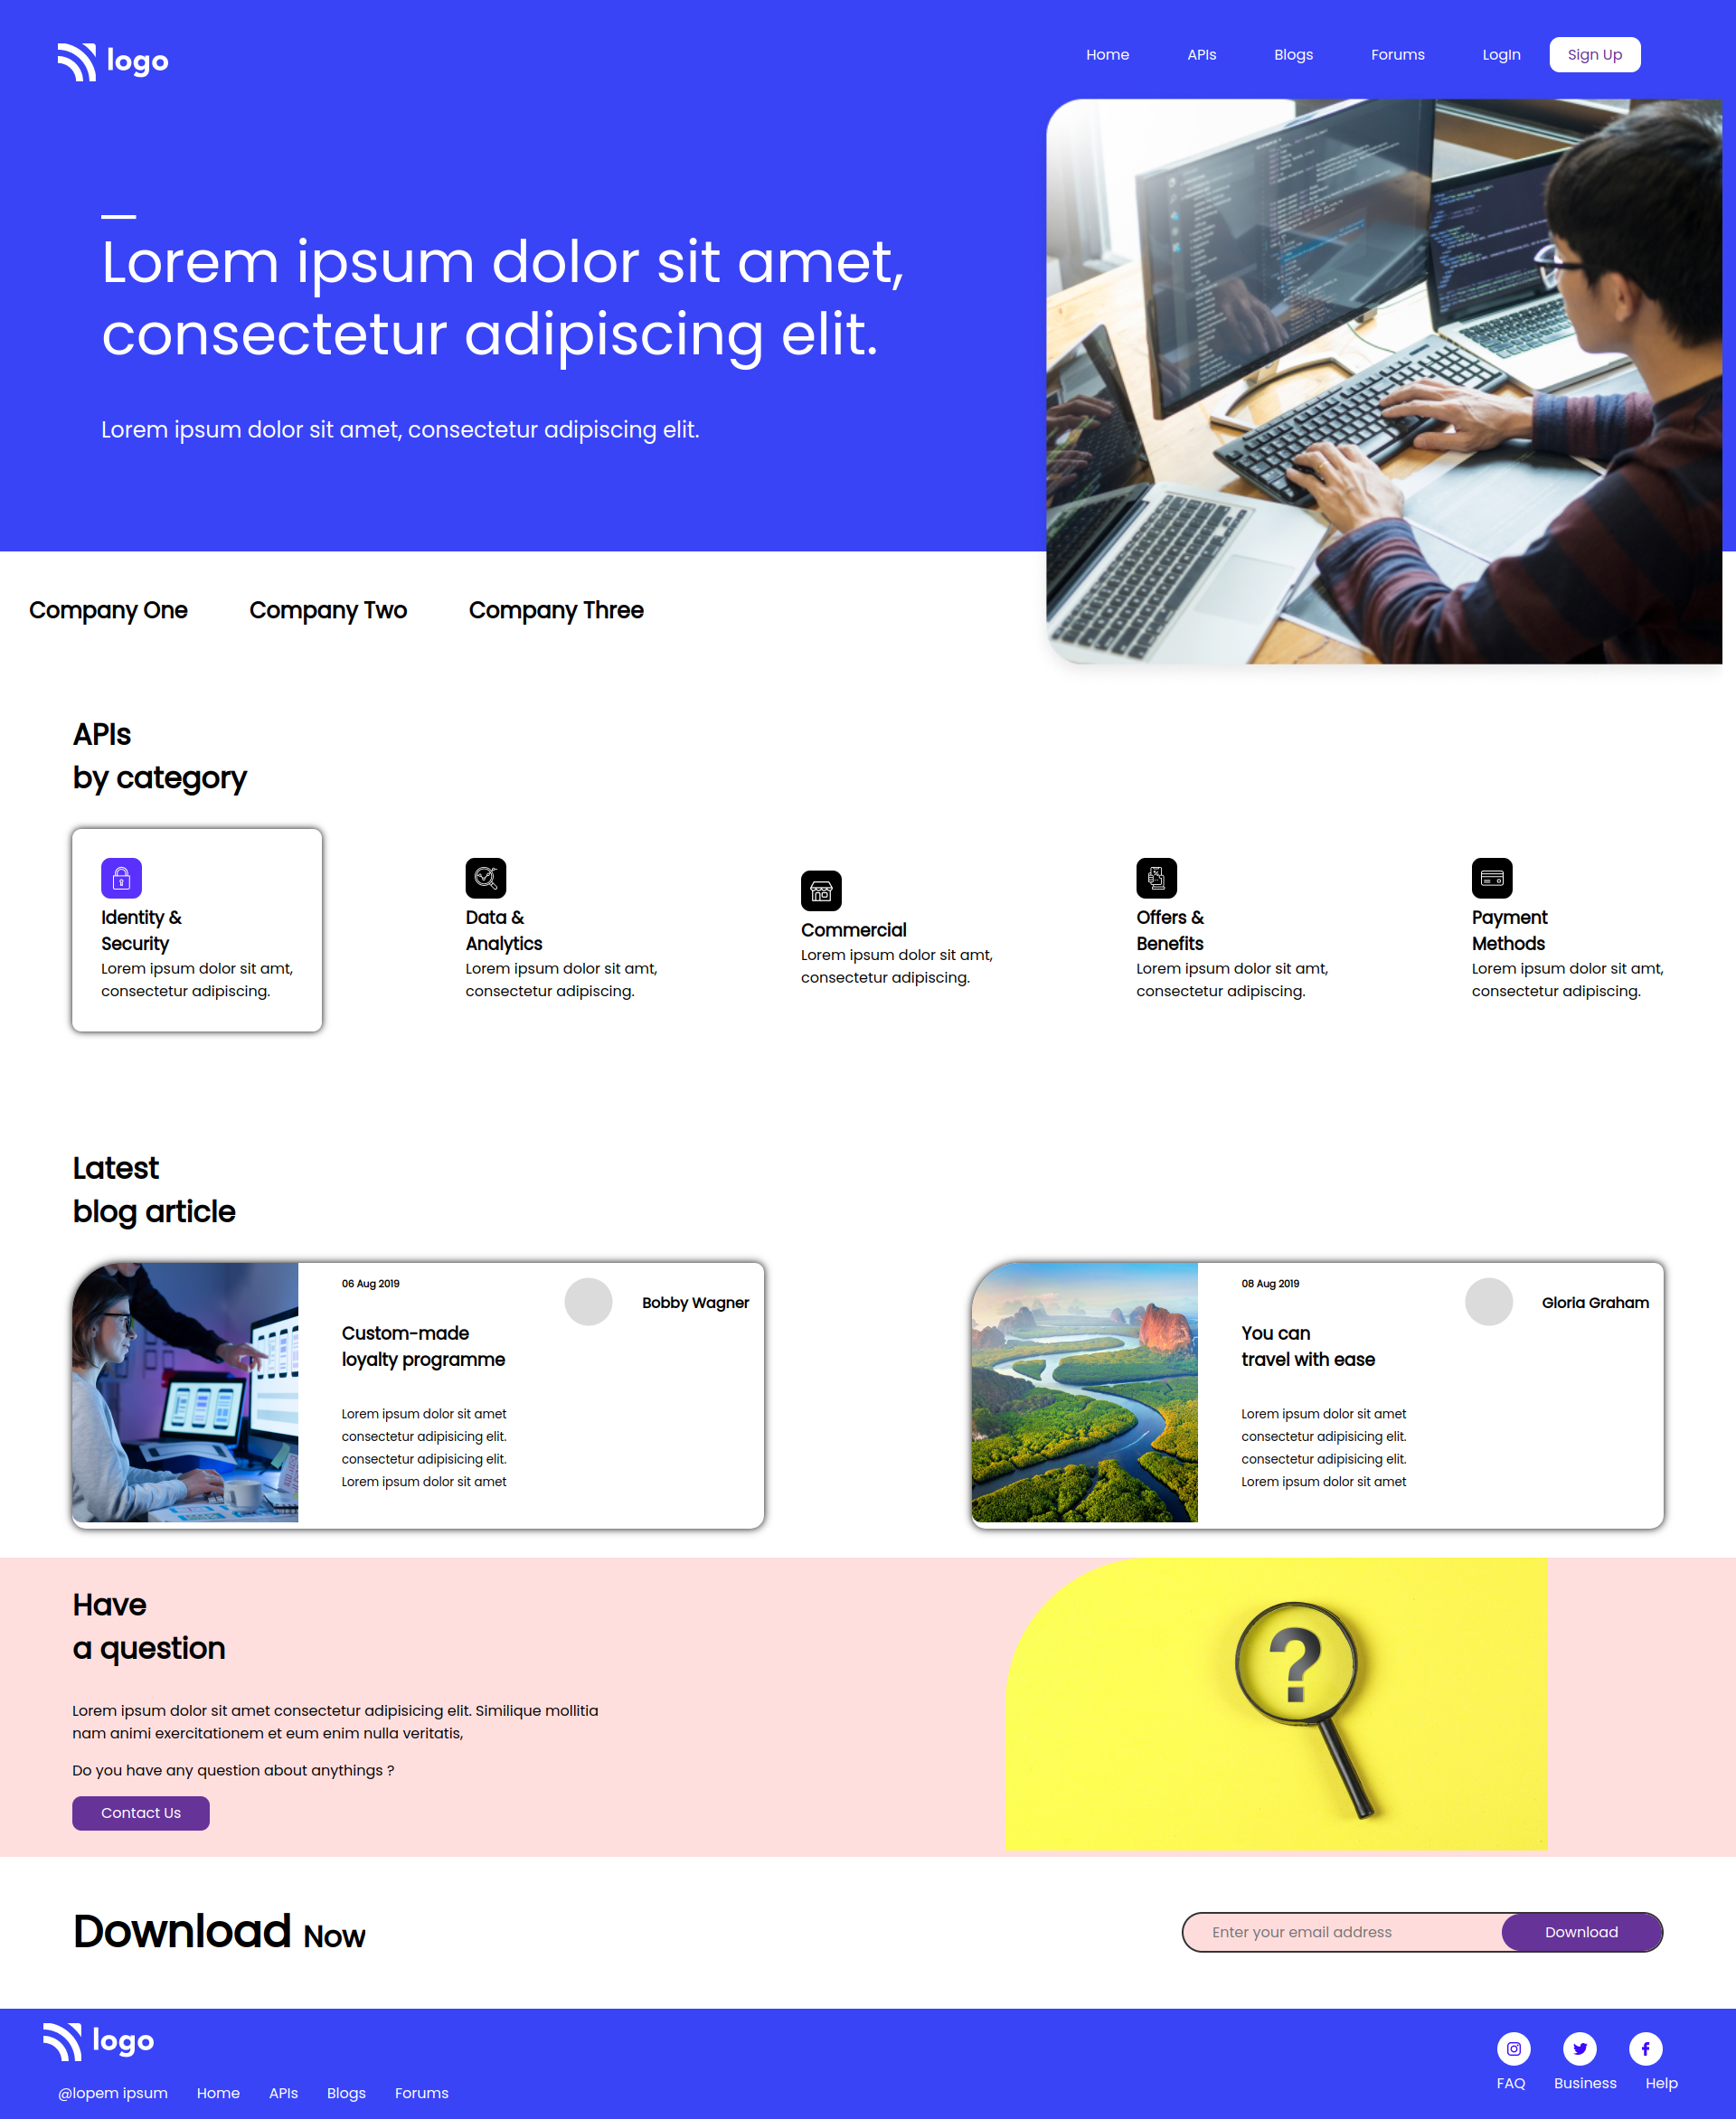 logo
Home APIs Blogs Forums LogIn Sign Up
Lorem ipsum dolor sit amet,
consectetur adipiscing elit.
Lorem ipsum dolor sit amet, consectetur adipiscing elit.
Company One Company Two Company Three
APIs
by category
Identity &
Security
Lorem ipsum dolor sit amt,
consectetur adipiscing.
Data &
Analytics
Lorem ipsum dolor sit amt,
consectetur adipiscing.
Commercial
Lorem ipsum dolor sit amt,
consectetur adipiscing.
Offers &
Benefits
Lorem ipsum dolor sit amt,
consectetur adipiscing.
Payment
Methods
Lorem ipsum dolor sit amt,
consectetur adipiscing.
Latest
blog article
06 Aug 2019
Bobby Wagner
Custom-made
loyalty programme
Lorem ipsum dolor sit amet
consectetur adipisicing elit.
consectetur adipisicing elit.
Lorem ipsum dolor sit amet
08 Aug 2019
Gloria Graham
You can
travel with ease
Lorem ipsum dolor sit amet
consectetur adipisicing elit.
consectetur adipisicing elit.
Lorem ipsum dolor sit amet
Have
a question
Lorem ipsum dolor sit amet consectetur adipisicing elit. Similique mollitia
nam animi exercitationem et eum enim nulla veritatis,
Do you have any question about anythings ?
Contact Us
?
Download Now
Enter your email address
Download
logo
@lopem ipsum Home APIs Blogs Forums
FAQ Business Help